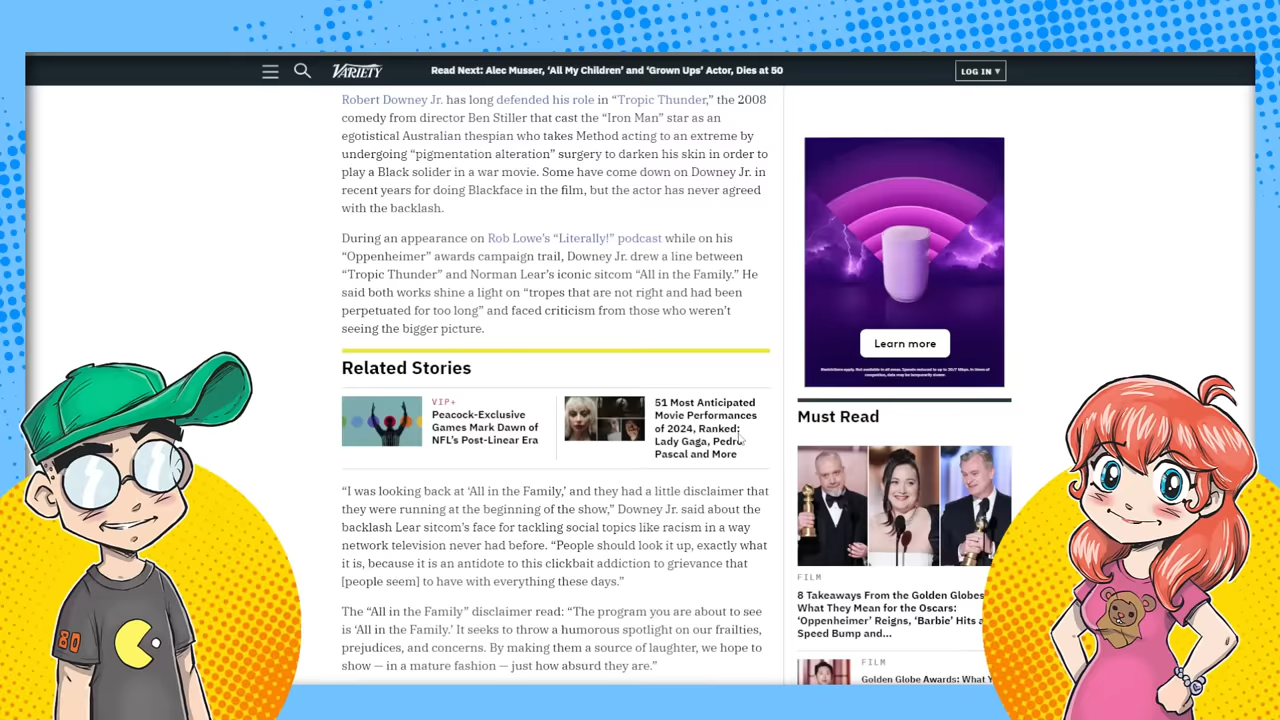 VARIETY
Read Next: Alec Musser, ‘All My Children’ and ‘Grown Ups’ Actor, Dies at 50
LOG IN
Robert Downey Jr. has long defended his role in “Tropic Thunder,” the 2008
comedy from director Ben Stiller that cast the “Iron Man” star as an
egotistical Australian thespian who takes Method acting to an extreme by
undergoing “pigmentation alteration” surgery to darken his skin in order to
play a Black solider in a war movie. Some have come down on Downey Jr. in
recent years for doing Blackface in the film, but the actor has never agreed
with the backlash.
During an appearance on Rob Lowe’s “Literally!” podcast while on his
“Oppenheimer” awards campaign trail, Downey Jr. drew a line between
“Tropic Thunder” and Norman Lear’s iconic sitcom “All in the Family.” He
said both works shine a light on “tropes that are not right and had been
perpetuated for too long” and faced criticism from those who weren’t
seeing the bigger picture.
Related Stories
VIP+
Peacock-Exclusive
Games Mark Dawn of
NFL’s Post-Linear Era
51 Most Anticipated
Movie Performances
of 2024, Ranked:
Lady Gaga, Pedro
Pascal and More
“I was looking back at ‘All in the Family,’ and they had a little disclaimer that
they were running at the beginning of the show,” Downey Jr. said about the
backlash Lear sitcom’s face for tackling social topics like racism in a way
network television never had before. “People should look it up, exactly what
it is, because it is an antidote to this clickbait addiction to grievance that
[people seem] to have with everything these days.”
The “All in the Family” disclaimer read: “The program you are about to see
is ‘All in the Family.’ It seeks to throw a humorous spotlight on our frailties,
prejudices, and concerns. By making them a source of laughter, we hope to
show — in a mature fashion — just how absurd they are.”
Learn more
Must Read
FILM
8 Takeaways From the Golden Globes
What They Mean for the Oscars:
‘Oppenheimer’ Reigns, ‘Barbie’ Hits a
Speed Bump and...
FILM
Golden Globe Awards: What Y
80